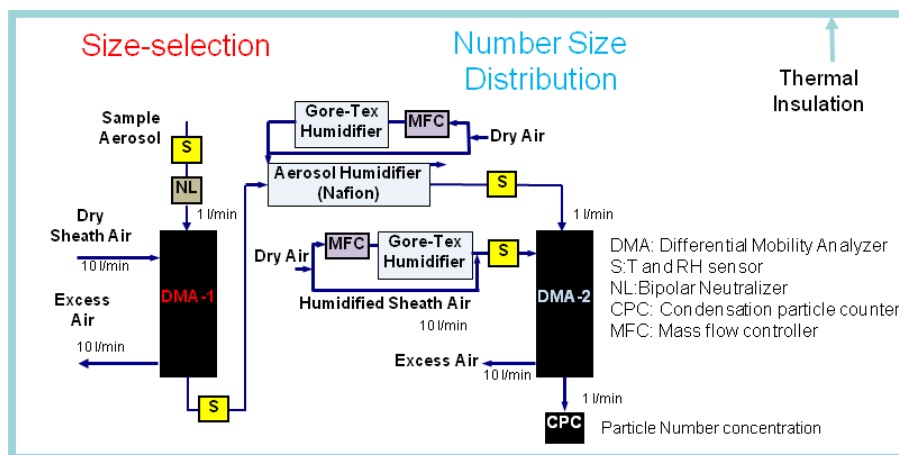 Size-selection
Number Size
Distribution
Thermal
Insulation
Sample
Aerosol
S
NL
1 l/min
Dry
Sheath Air
10 l/min
DMA-1
Excess
Air
10 l/min
S
Gore-Tex
Humidifier
MFC
Dry Air
Aerosol Humidifier
(Nafion)
S
1 l/min
Dry Air
MFC
Gore-Tex
Humidifier
S
Humidified Sheath Air
10 l/min
DMA-2
Excess Air
10 l/min
1 l/min
CPC
Particle Number concentration
DMA: Differential Mobility Analyzer
S:T and RH sensor
NL:Bipolar Neutralizer
CPC: Condensation particle counter
MFC: Mass flow controller